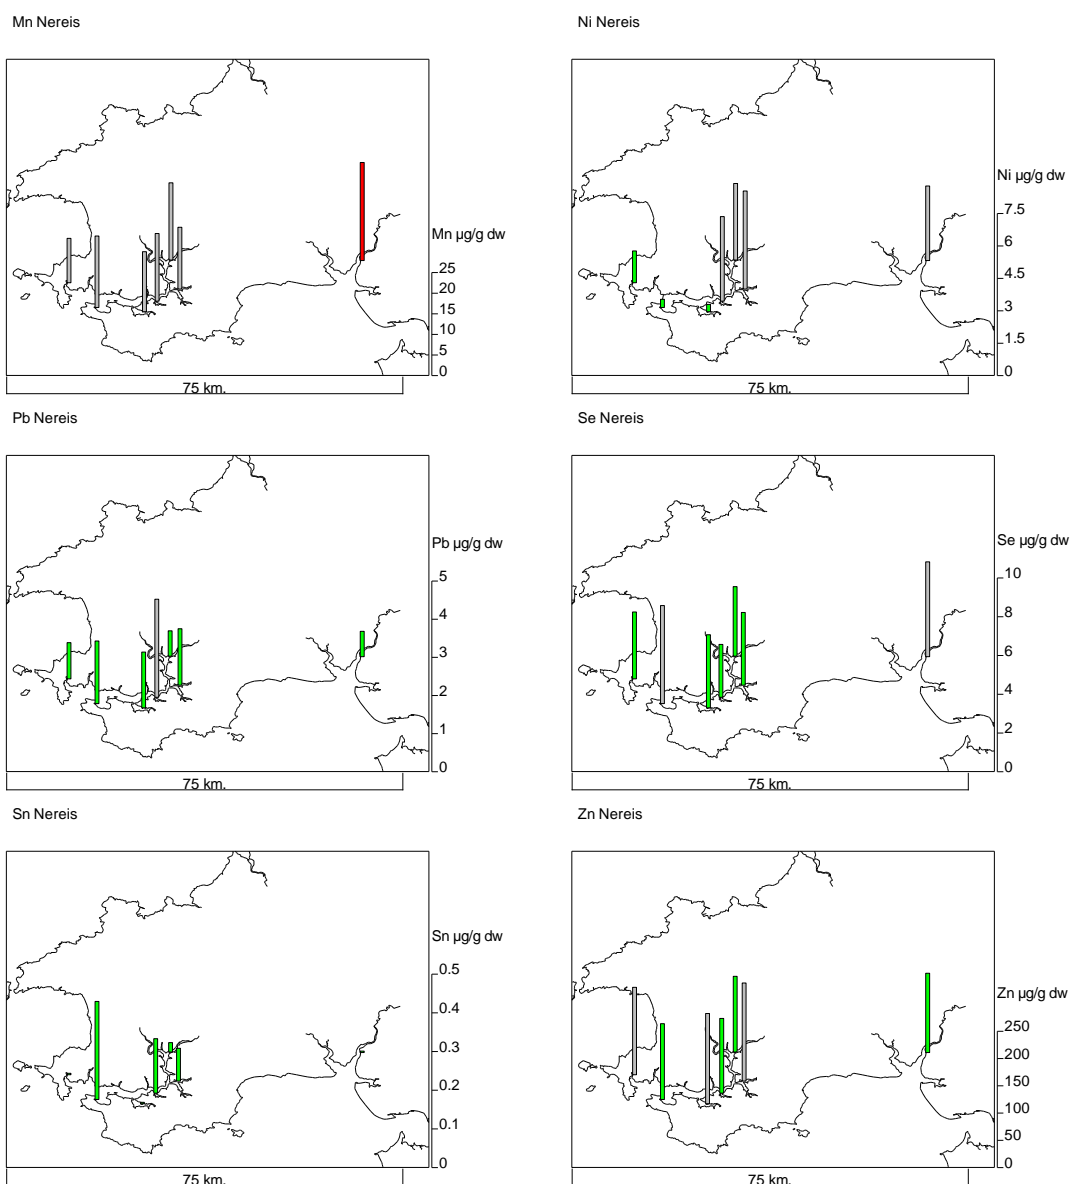 Mn Nereis
Mn µg/g dw
25
20
15
10
5
0
75 km.
Ni Nereis
Ni µg/g dw
7.5
6
4.5
3
1.5
0
75 km.
Pb Nereis
Pb µg/g dw
5
4
3
2
1
0
75 km.
Se Nereis
Se µg/g dw
10
8
6
4
2
0
75 km.
Sn Nereis
Sn µg/g dw
0.5
0.4
0.3
0.2
0.1
0
75 km.
Zn Nereis
Zn µg/g dw
250
200
150
100
50
0
75 km.